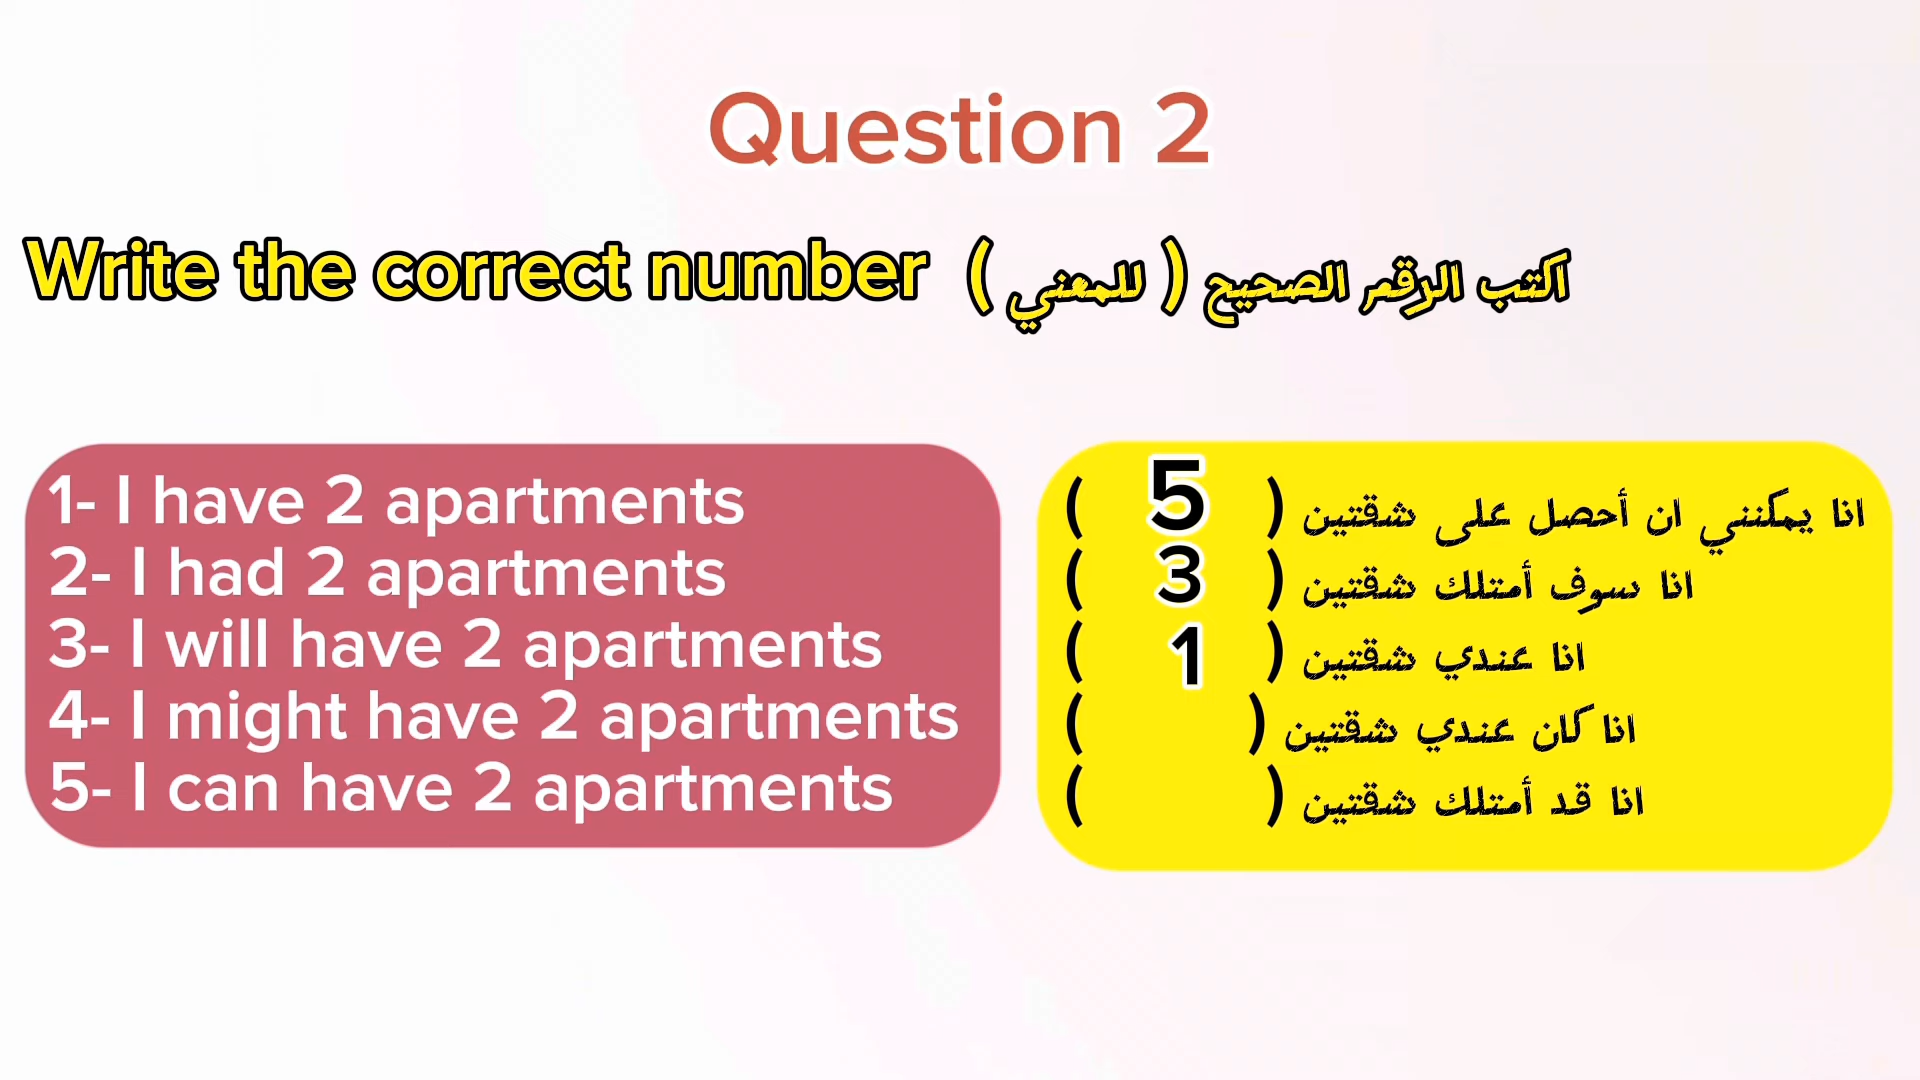 Question 2
Write the correct number ( اكتب الرقم الصحيح ( للمعني
1- I have 2 apartments
2- I had 2 apartments
3- I will have 2 apartments
4- I might have 2 apartments
5- I can have 2 apartments
انا يمكنني ان أحصل على شقتين ( 5 )
انا سوف أمتلك شقتين ( 3 )
انا عندي شقتين ( 1 )
انا كان عندي شقتين ( )
انا قد أمتلك شقتين ( )